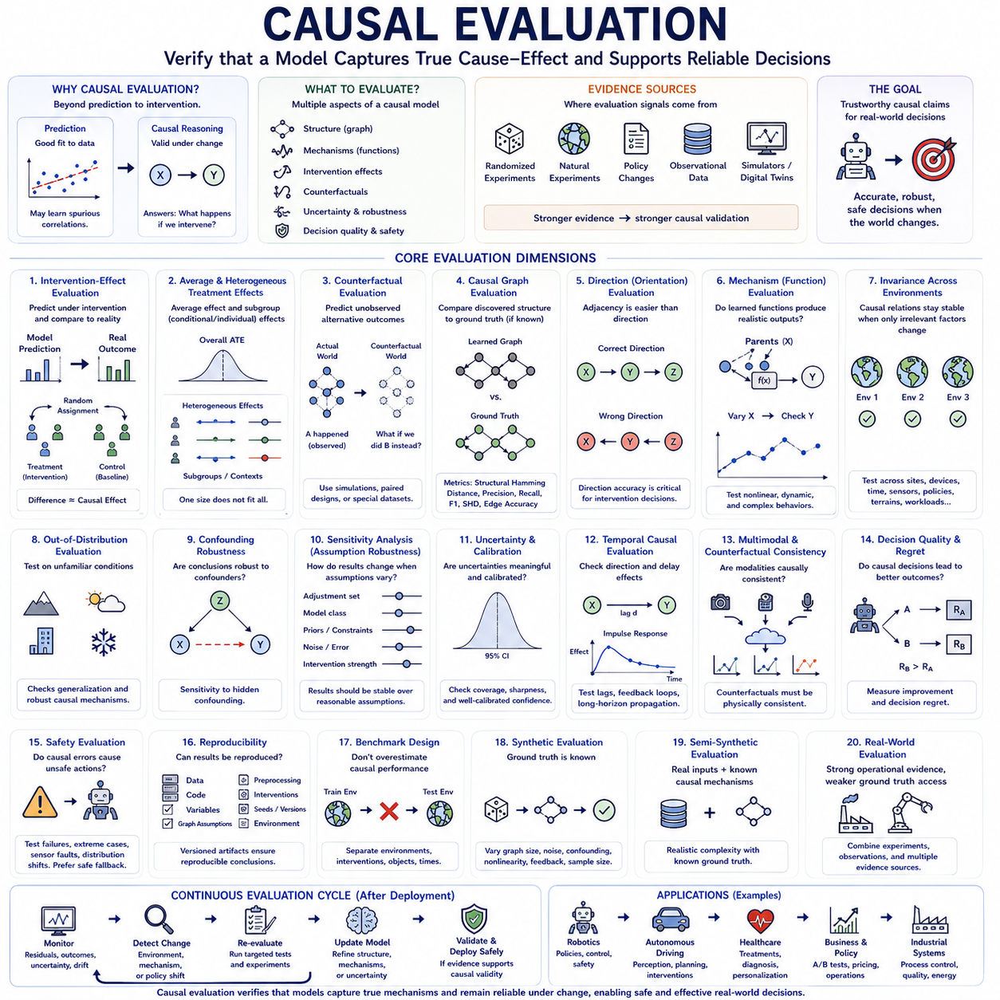 CAUSAL EVALUATION
Verify that a Model Captures True Cause–Effect and Supports Reliable Decisions
WHY CAUSAL EVALUATION?
Beyond prediction to intervention.
Prediction
Good fit to data
May learn spurious
correlations.
Causal Reasoning
Valid under change
X
Y
Answers: What happens
if we intervene?
WHAT TO EVALUATE?
Multiple aspects of a causal model
Structure (graph)
Mechanisms (functions)
Intervention effects
Counterfactuals
Uncertainty & robustness
Decision quality & safety
EVIDENCE SOURCES
Where evaluation signals come from
Randomized
Experiments
Natural
Experiments
Policy
Changes
Observational
Data
Simulators /
Digital Twins
Stronger evidence → stronger causal validation
THE GOAL
Trustworthy causal claims
for real-world decisions
Accurate, robust,
safe decisions when
the world changes.
CORE EVALUATION DIMENSIONS
1. Intervention-Effect
Evaluation
Predict under intervention
and compare to reality
Model
Prediction
Real
Outcome
Random
Assignment
Treatment
(Intervention)
Control
(Baseline)
Difference ≈ Causal Effect
2. Average & Heterogeneous
Treatment Effects
Average effect and subgroup
(conditional/individual) effects
Overall ATE
Heterogeneous Effects
Subgroups / Contexts
One size does not fit all.
3. Counterfactual
Evaluation
Predict unobserved
alternative outcomes
Actual
World
Counterfactual
World
A happened
(observed)
What if we
did B instead?
Use simulations, paired
designs, or special datasets.
4. Causal Graph
Evaluation
Compare discovered structure
to ground truth (if known)
Learned Graph
vs.
Ground Truth
Metrics: Structural Hamming
Distance, Precision, Recall,
F1, SHD, Edge Accuracy
5. Direction (Orientation)
Evaluation
Adjacency is easier than
direction
Correct Direction
X → Y → Z
Wrong Direction
X ← Y ← Z
Direction accuracy is critical
for intervention decisions.
6. Mechanism (Function)
Evaluation
Do learned functions produce
realistic outputs?
Parents (X)
f(x)
Y
Vary X → Check Y
Test nonlinear, dynamic,
and complex behaviors.
7. Invariance Across
Environments
Causal relations stay stable
when only irrelevant factors
change
Env 1
Env 2
Env 3
Test across sites, devices,
time, sensors, policies,
terrains, workloads...
8. Out-of-Distribution
Evaluation
Test on unfamiliar conditions
Checks generalization and
robust causal mechanisms.
9. Confounding
Robustness
Are conclusions robust to
confounders?
Z
X
Y
Sensitivity to hidden
confounding.
10. Sensitivity Analysis
(Assumption Robustness)
How do results change when
assumptions vary?
Adjustment set
Model class
Priors / Constraints
Noise / Error
Intervention strength
Results should be stable over
reasonable assumptions.
11. Uncertainty &
Calibration
Are uncertainties meaningful
and calibrated?
95% CI
Check coverage, sharpness,
and well-calibrated confidence.
12. Temporal Causal
Evaluation
Check direction and delay
effects
X
Y
lag d
Impulse Response
Effect
Time
Test lags, feedback loops,
long-horizon propagation.
13. Multimodal &
Counterfactual Consistency
Are modalities causally
consistent?
Counterfactuals must be
physically consistent.
14. Decision Quality &
Regret
Do causal decisions lead to
better outcomes?
A → RA
B → RB
RB > RA
Measure improvement
and decision regret.
15. Safety Evaluation
Do causal errors cause
unsafe actions?
Test failures, extreme cases,
sensor faults, distribution
shifts. Prefer safe fallback.
16. Reproducibility
Can results be reproduced?
Data
Code
Variables
Graph Assumptions
Preprocessing
Interventions
Seeds / Versions
Environment
Versioned artifacts ensure
reproducible conclusions.
17. Benchmark Design
Don't overestimate
causal performance
Train Env
Test Env
Separate environments,
interventions, objects, times.
18. Synthetic Evaluation
Ground truth is known
Vary graph size, noise, confounding,
nonlinearity, feedback, sample size.
19. Semi-Synthetic
Evaluation
Real inputs + known
causal mechanisms
+
Realistic complexity with
known ground truth.
20. Real-World
Evaluation
Strong operational evidence,
weaker ground truth access
Combine experiments,
observations, and multiple
evidence sources.
CONTINUOUS EVALUATION CYCLE (After Deployment)
Monitor
Residuals, outcomes,
uncertainty, drift
Detect Change
Environment,
mechanism,
or policy shift
Re-evaluate
Run targeted tests
and experiments
Update Model
Refine structure,
mechanisms,
or uncertainty
Validate &
Deploy Safely
If evidence supports
causal validity
APPLICATIONS (Examples)
Robotics
Policies, control,
safety
Autonomous
Driving
Perception, planning,
interventions
Healthcare
Treatments,
diagnosis,
personalization
Business &
Policy
A/B tests, pricing,
operations
Industrial
Systems
Process control,
quality, energy
Causal evaluation verifies that models capture true mechanisms and remain reliable under change, enabling safe and effective real-world decisions.